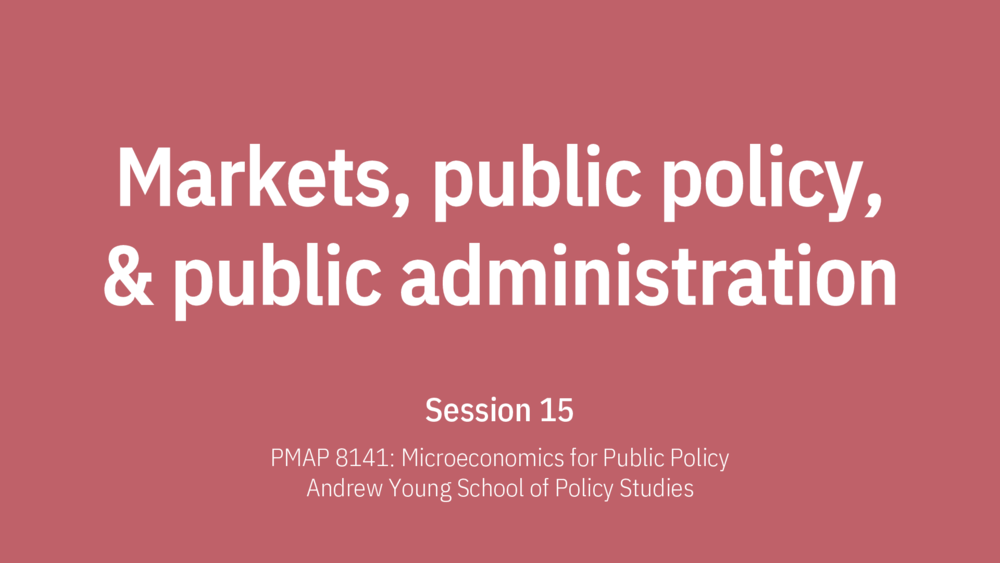 Markets, public policy,
& public administration
Session 15
PMAP 8141: Microeconomics for Public Policy
Andrew Young School of Policy Studies